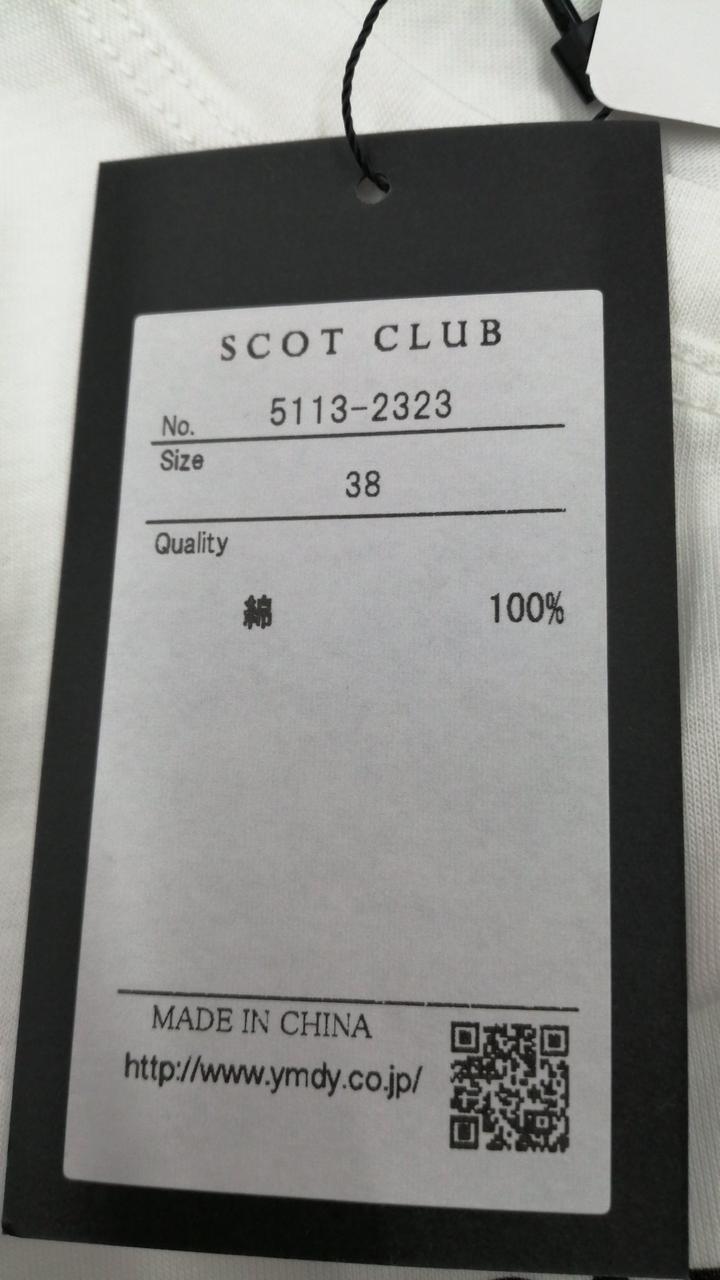 SCOT CLUB
No. 5113-2323
Size
38
Quality
綿 100%
MADE IN CHINA
http://www.ymdy.co.jp/